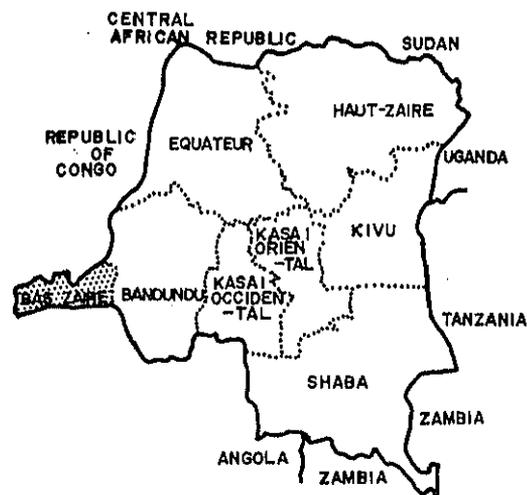 CENTRAL
AFRICAN REPUBLIC
SUDAN
HAUT-ZAIRE
REPUBLIC
OF
CONGO
EQUATEUR
UGANDA
KASAI
ORIEN
-TAL
KIVU
BAS ZAIRE
BANDUNDU
KASAI
OCCIDEN
-TAL
TANZANIA
SHABA
ZAMBIA
ANGOLA
ZAMBIA